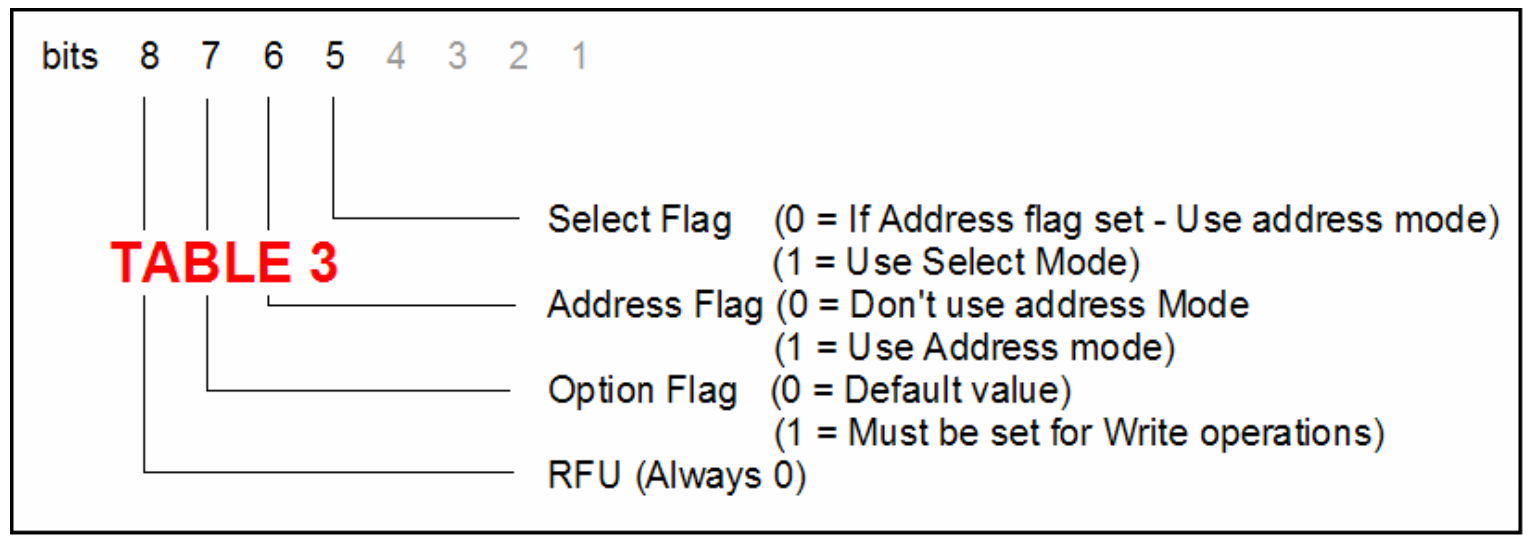 bits 8 7 6 5 4 3 2 1
Select Flag (0 = If Address flag set - Use address mode)
TABLE 3 (1 = Use Select Mode)
Address Flag (0 = Don't use address Mode
(1 = Use Address mode)
Option Flag (0 = Default value)
(1 = Must be set for Write operations)
RFU (Always 0)